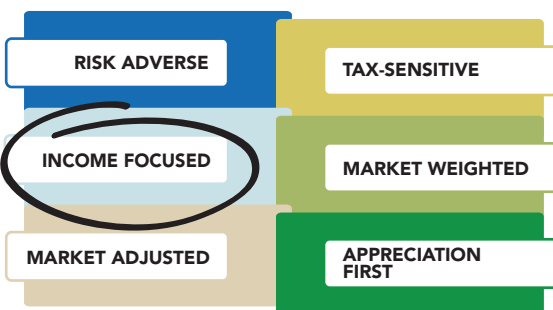 RISK ADVERSE
TAX-SENSITIVE
INCOME FOCUSED
MARKET WEIGHTED
MARKET ADJUSTED
APPRECIATION
FIRST